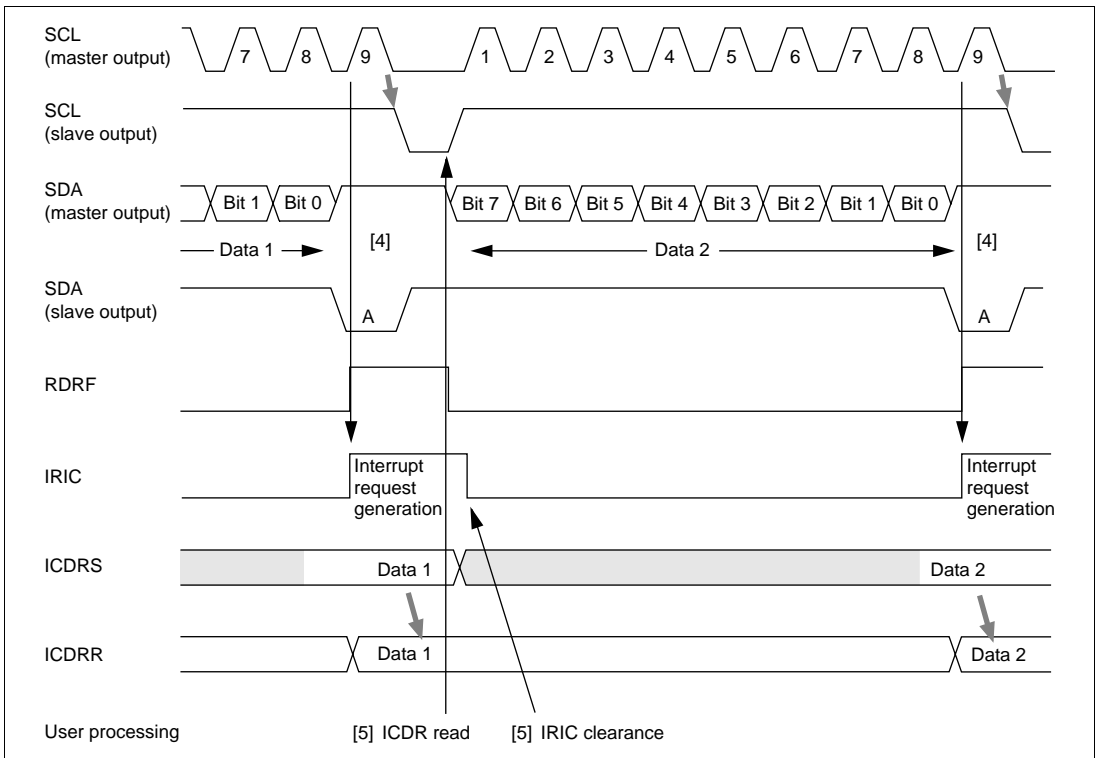 SCL
(master output)
7 8 9 1 2 3 4 5 6 7 8 9
SCL
(slave output)
SDA
(master output)
Bit 1 Bit 0 Bit 7 Bit 6 Bit 5 Bit 4 Bit 3 Bit 2 Bit 1 Bit 0
Data 1 [4] Data 2 [4]
SDA
(slave output)
A A
RDRF
IRIC
Interrupt
request
generation
Interrupt
request
generation
ICDRS
Data 1 Data 2
ICDRR
Data 1 Data 2
User processing [5] ICDR read [5] IRIC clearance